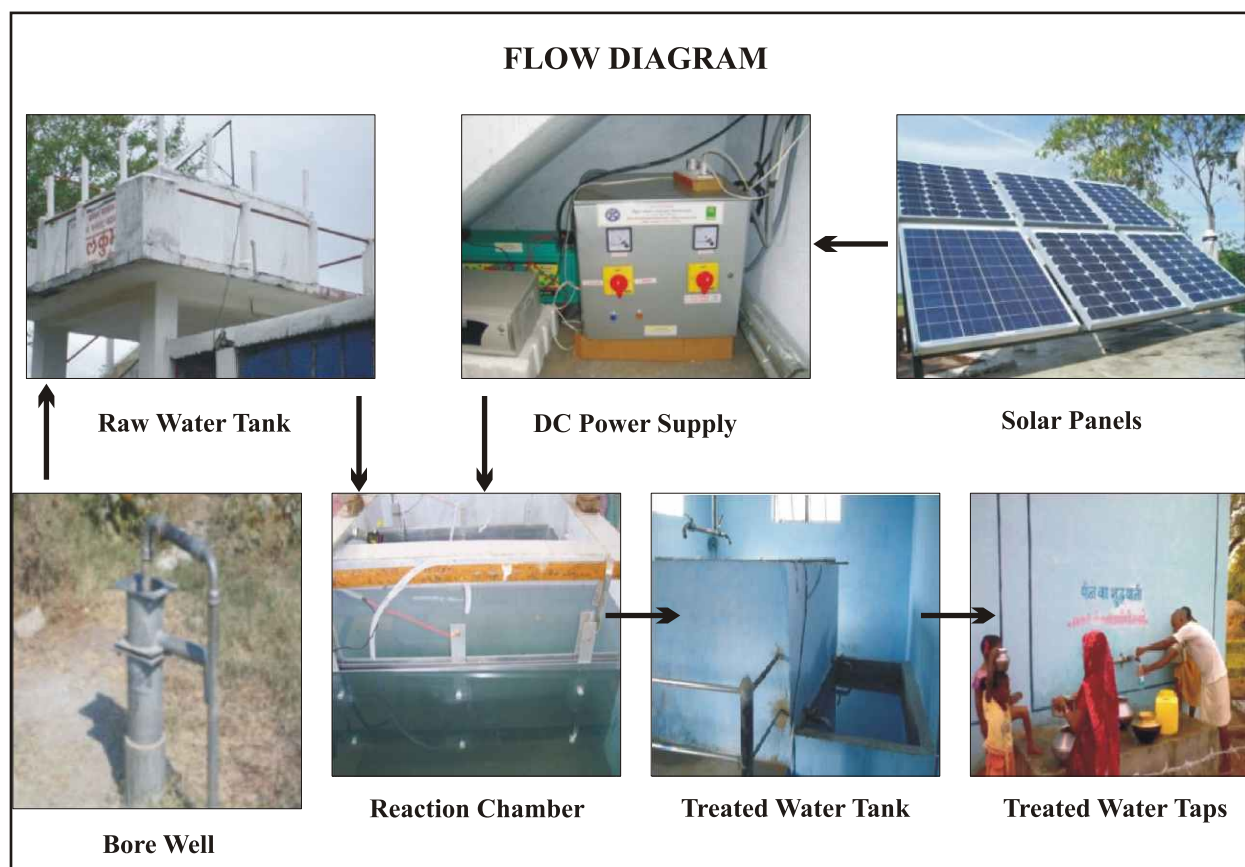 FLOW DIAGRAM
Raw Water Tank
DC Power Supply
Solar Panels
Bore Well
Reaction Chamber
Treated Water Tank
Treated Water Taps